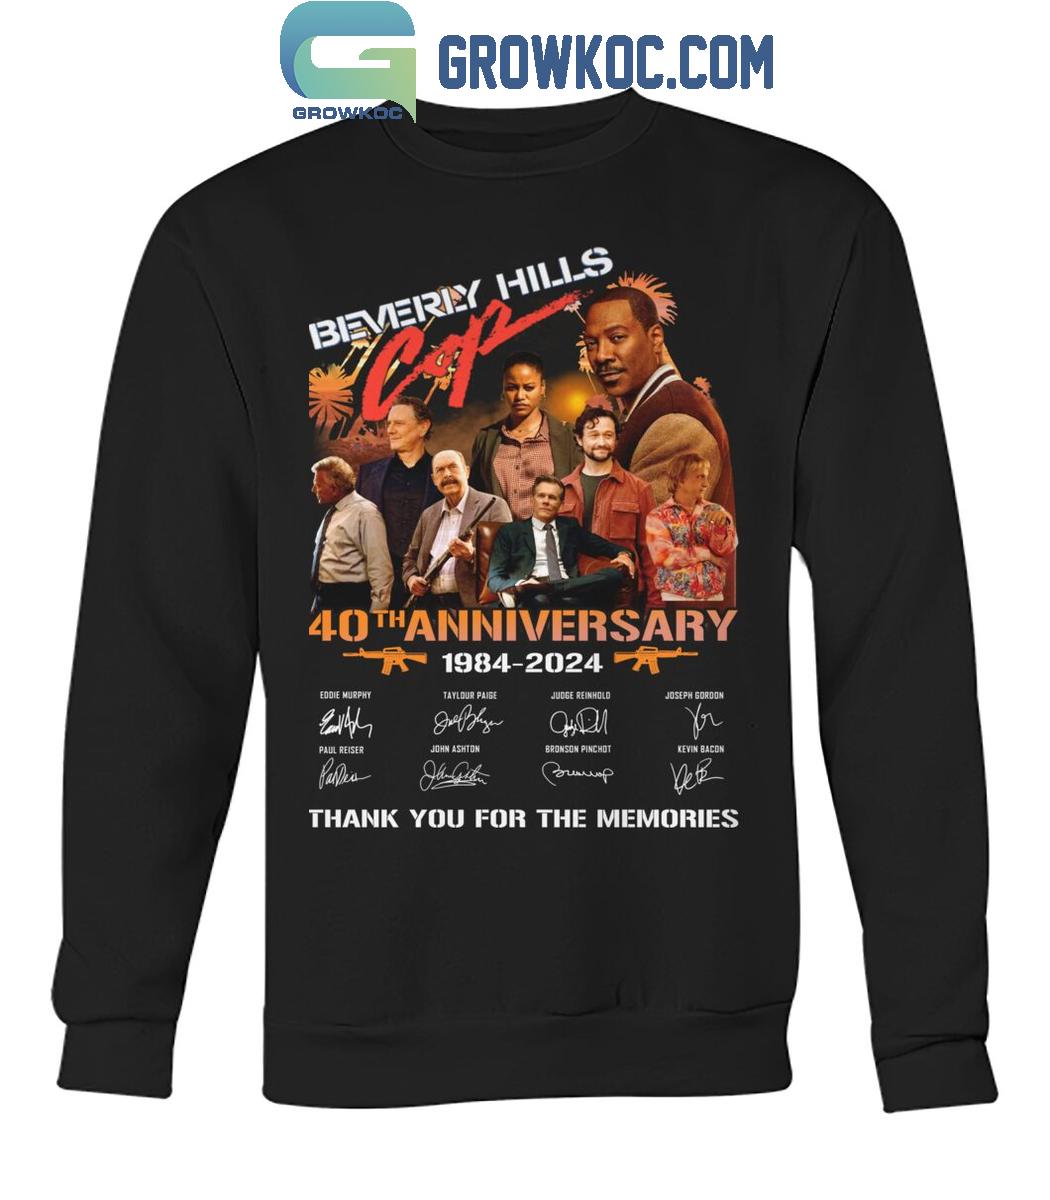 GROWKOC.COM
GROWKOC
BEVERLY HILLS
Cop
40TH ANNIVERSARY
1984-2024
EDDIE MURPHY TAYLOUR PAIGE JUDGE REINHOLD JOSEPH GORDON
PAUL REISER JOHN ASHTON BRONSON PINCHOT KEVIN BACON
THANK YOU FOR THE MEMORIES